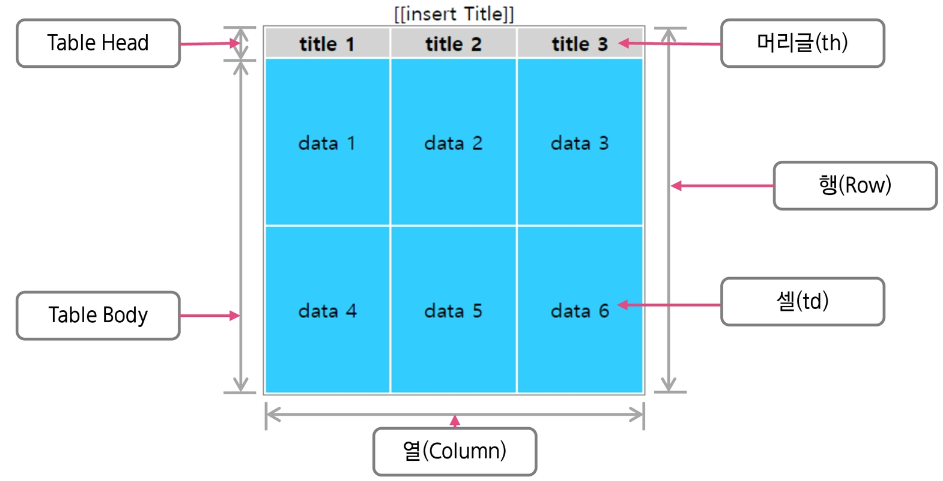 [[insert Title]]
Table Head
title 1 title 2 title 3
머리글(th)
data 1 data 2 data 3
행(Row)
Table Body
data 4 data 5 data 6
셀(td)
열(Column)